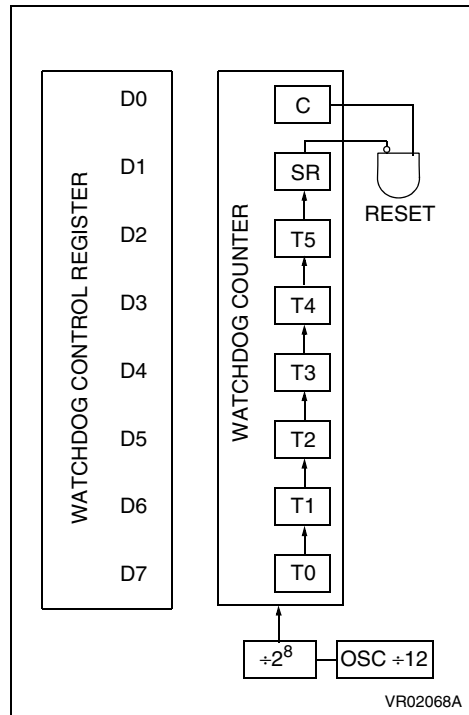 WATCHDOG CONTROL REGISTER
D0
D1
D2
D3
D4
D5
D6
D7
WATCHDOG COUNTER
C
SR
T5
T4
T3
T2
T1
T0
RESET
÷2⁸
OSC ÷12
VR02068A